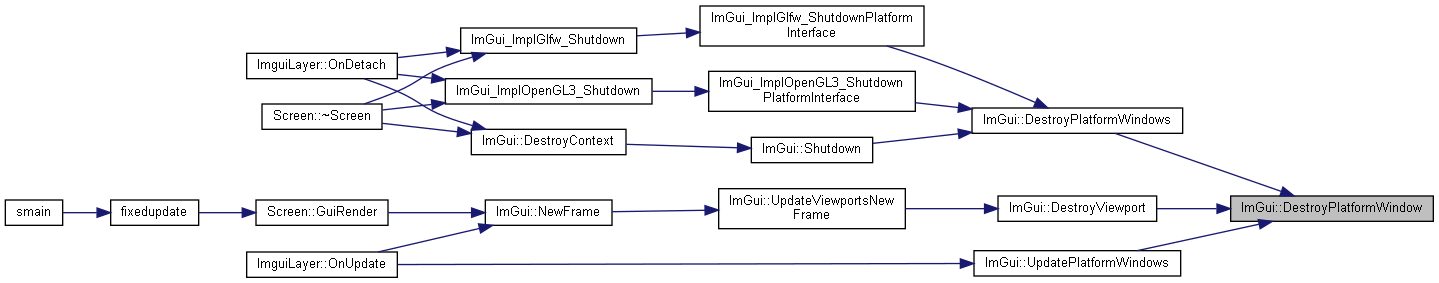 ImGui_ImplGlfw_ShutdownPlatform
Interface
ImGui_ImplGlfw_Shutdown
ImguiLayer::OnDetach
ImGui_ImplOpenGL3_Shutdown
ImGui_ImplOpenGL3_Shutdown
PlatformInterface
Screen::~Screen
ImGui::DestroyPlatformWindows
ImGui::DestroyContext
ImGui::Shutdown
smain
fixedupdate
Screen::GuiRender
ImGui::NewFrame
ImGui::UpdateViewportsNew
Frame
ImGui::DestroyViewport
ImGui::DestroyPlatformWindow
ImguiLayer::OnUpdate
ImGui::UpdatePlatformWindows